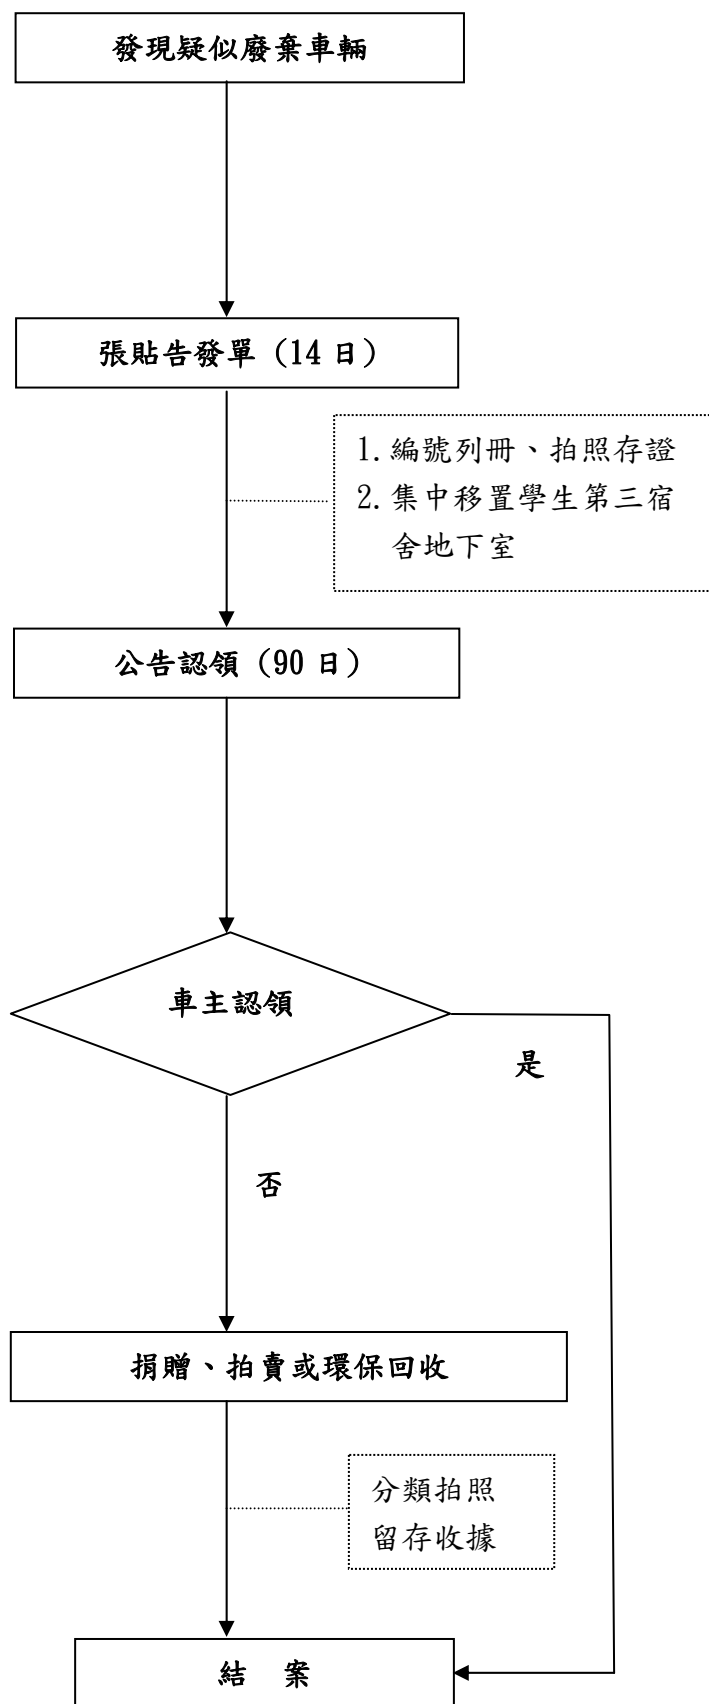 發現疑似廢棄車輛
張貼告發單（14 日）
1. 編號列冊、拍照存證
2. 集中移置學生第三宿
舍地下室
公告認領（90 日）
車主認領
是
否
捐贈、拍賣或環保回收
分類拍照
留存收據
結　案